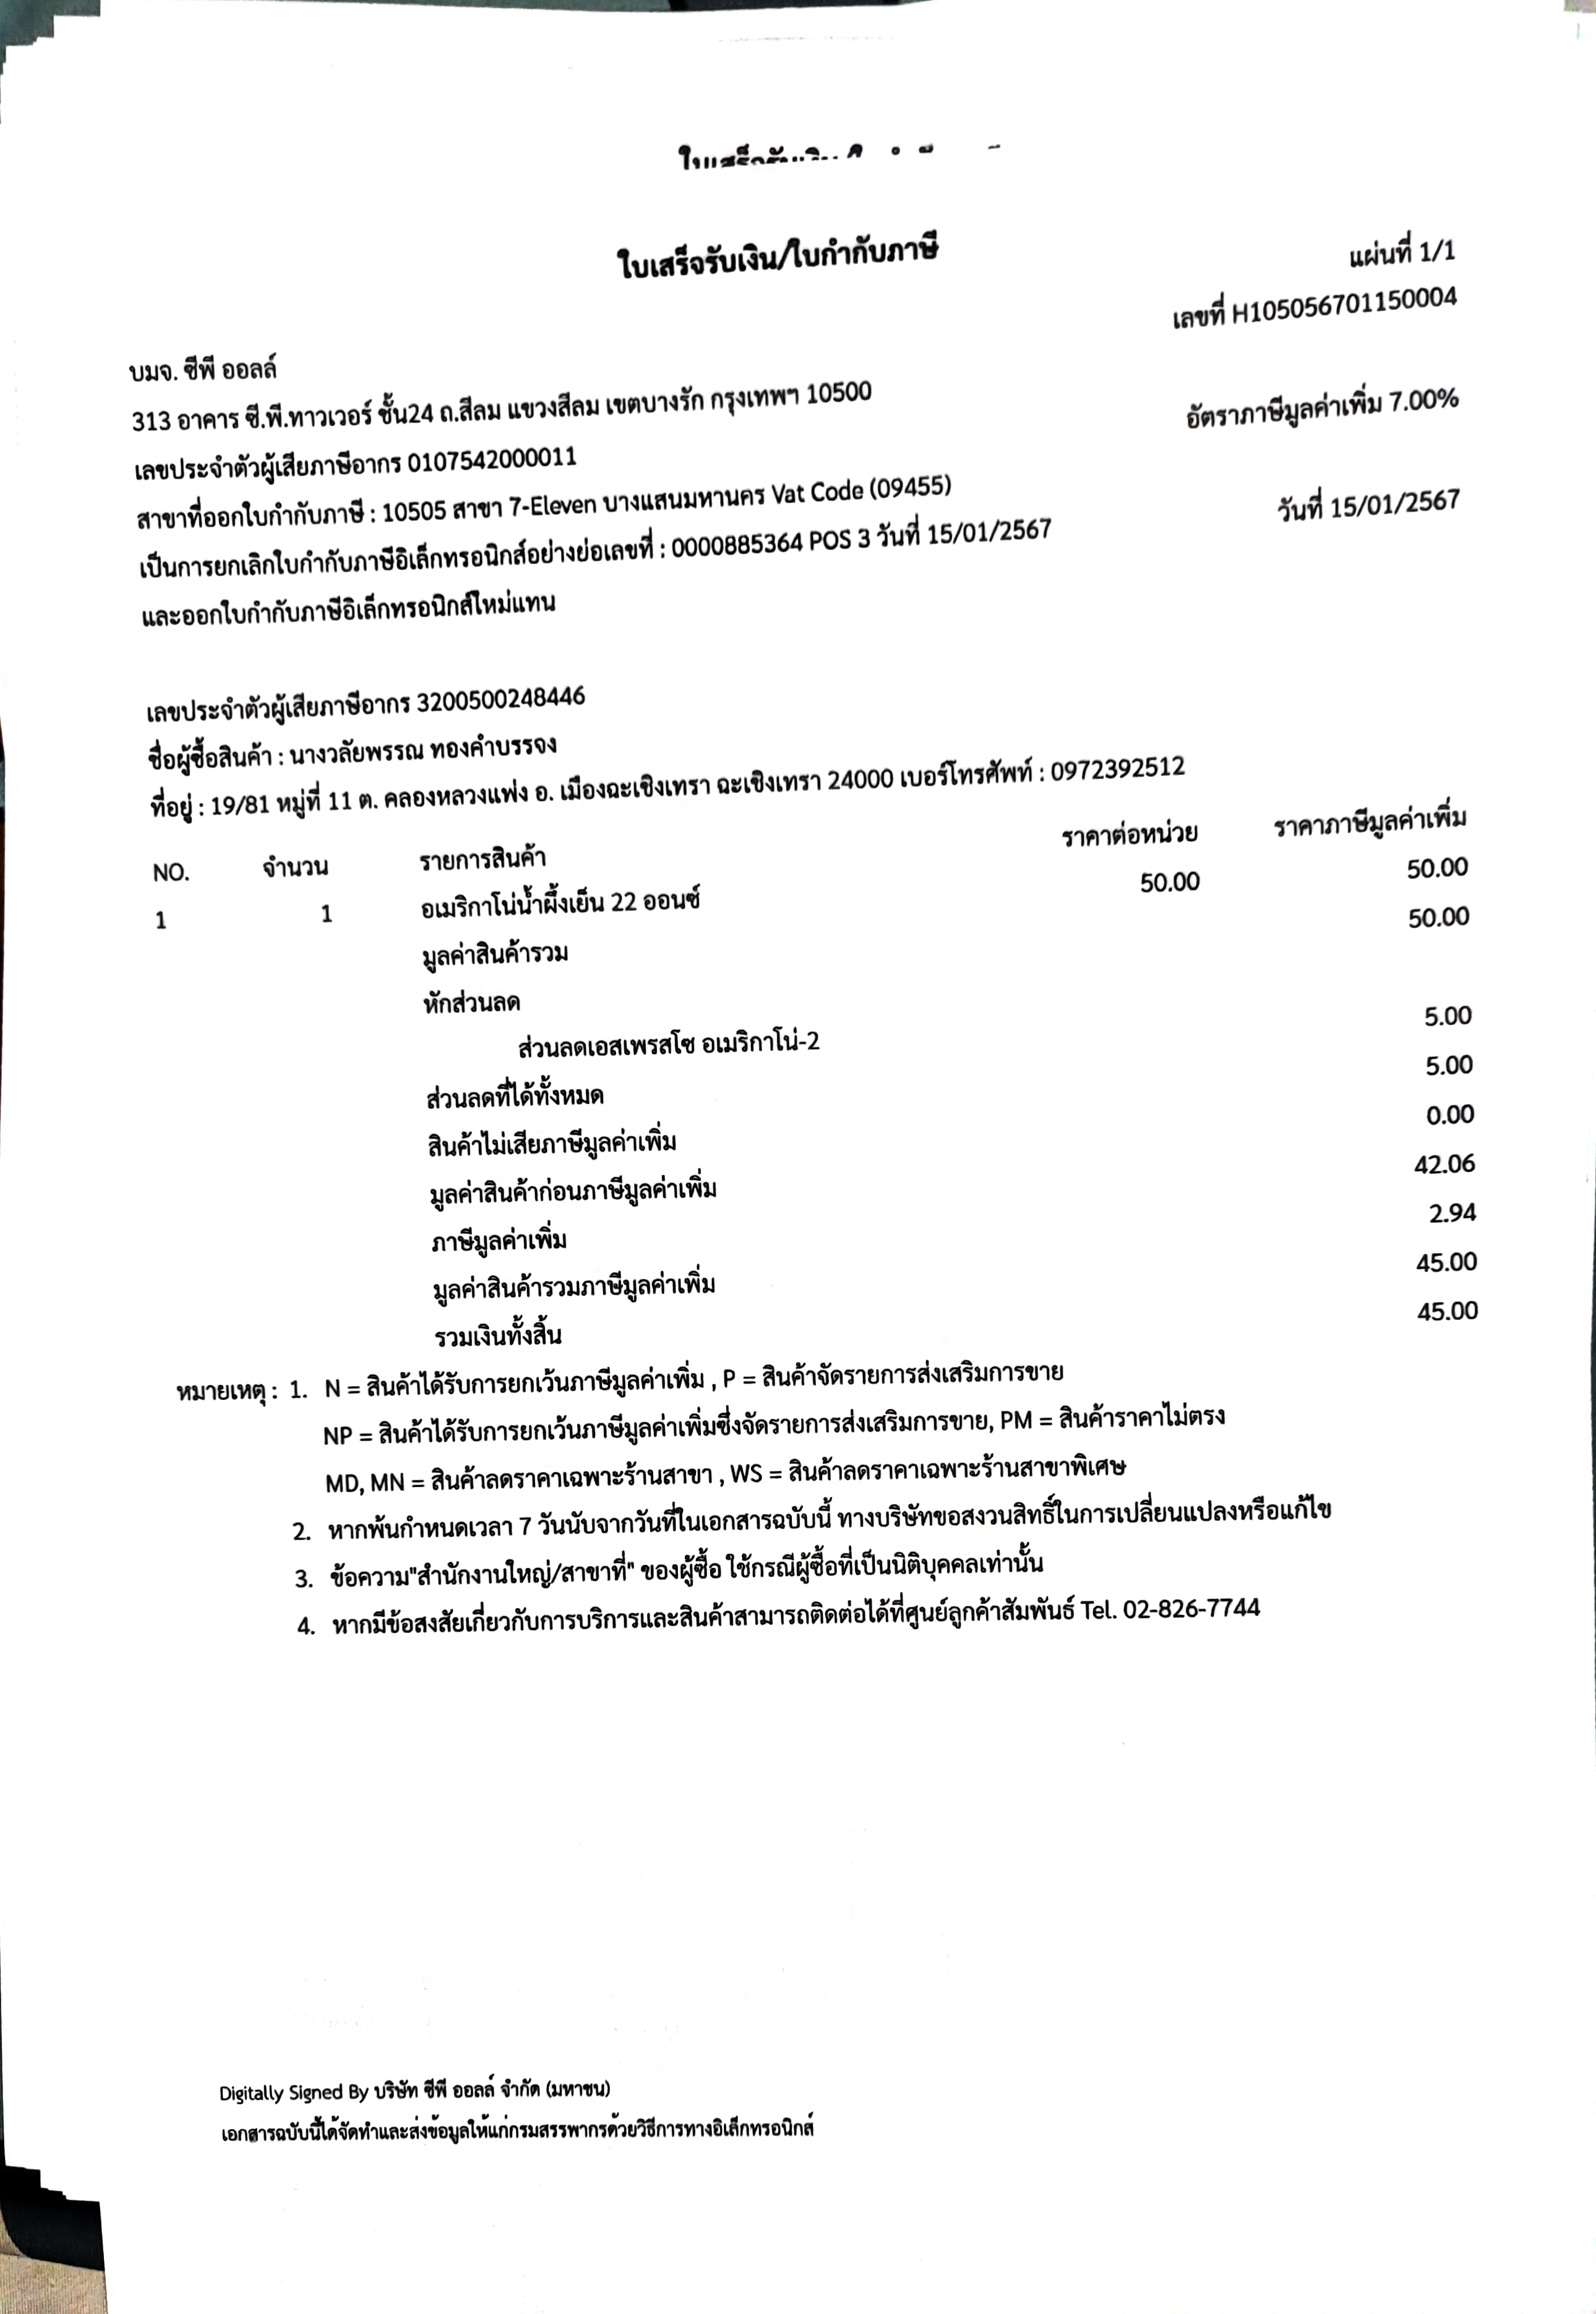 ใบเสร็จรับเงิน/ใบกำกับภาษี
แผ่นที่ 1/1
เลขที่ H105056701150004
บมจ. ซีพี ออลล์
313 อาคาร ซี.พี.ทาวเวอร์ ชั้น24 ถ.สีลม แขวงสีลม เขตบางรัก กรุงเทพฯ 10500
อัตราภาษีมูลค่าเพิ่ม 7.00%
เลขประจำตัวผู้เสียภาษีอากร 0107542000011
สาขาที่ออกใบกำกับภาษี : 10505 สาขา 7-Eleven บางแสนมหานคร Vat Code (09455)
วันที่ 15/01/2567
เป็นการยกเลิกใบกำกับภาษีอิเล็กทรอนิกส์อย่างย่อเลขที่ : 0000885364 POS 3 วันที่ 15/01/2567
และออกใบกำกับภาษีอิเล็กทรอนิกส์ใหม่แทน
เลขประจำตัวผู้เสียภาษีอากร 3200500248446
ชื่อผู้ซื้อสินค้า : นางวลัยพรรณ ทองคำบรรจง
ที่อยู่ : 19/81 หมู่ที่ 11 ต. คลองหลวงแพ่ง อ. เมืองฉะเชิงเทรา ฉะเชิงเทรา 24000 เบอร์โทรศัพท์ : 0972392512
NO. จำนวน รายการสินค้า ราคาต่อหน่วย ราคาภาษีมูลค่าเพิ่ม
1 1 อเมริกาโน่น้ำผึ้งเย็น 22 ออนซ์ 50.00 50.00
มูลค่าสินค้ารวม 50.00
หักส่วนลด
ส่วนลดเอสเพรสโซ อเมริกาโน่-2 5.00
ส่วนลดที่ได้ทั้งหมด 5.00
สินค้าไม่เสียภาษีมูลค่าเพิ่ม 0.00
มูลค่าสินค้าก่อนภาษีมูลค่าเพิ่ม 42.06
ภาษีมูลค่าเพิ่ม 2.94
มูลค่าสินค้ารวมภาษีมูลค่าเพิ่ม 45.00
รวมเงินทั้งสิ้น 45.00
หมายเหตุ : 1. N = สินค้าได้รับการยกเว้นภาษีมูลค่าเพิ่ม , P = สินค้าจัดรายการส่งเสริมการขาย
NP = สินค้าได้รับการยกเว้นภาษีมูลค่าเพิ่มซึ่งจัดรายการส่งเสริมการขาย, PM = สินค้าราคาไม่ตรง
MD, MN = สินค้าลดราคาเฉพาะร้านสาขา , WS = สินค้าลดราคาเฉพาะร้านสาขาพิเศษ
2. หากพ้นกำหนดเวลา 7 วันนับจากวันที่ในเอกสารฉบับนี้ ทางบริษัทขอสงวนสิทธิ์ในการเปลี่ยนแปลงหรือแก้ไข
3. ข้อความ"สำนักงานใหญ่/สาขาที่" ของผู้ซื้อ ใช้กรณีผู้ซื้อที่เป็นนิติบุคคลเท่านั้น
4. หากมีข้อสงสัยเกี่ยวกับการบริการและสินค้าสามารถติดต่อได้ที่ศูนย์ลูกค้าสัมพันธ์ Tel. 02-826-7744
Digitally Signed By บริษัท ซีพี ออลล์ จำกัด (มหาชน)
เอกสารฉบับนี้ได้จัดทำและส่งข้อมูลให้แก่กรมสรรพากรด้วยวิธีการทางอิเล็กทรอนิกส์